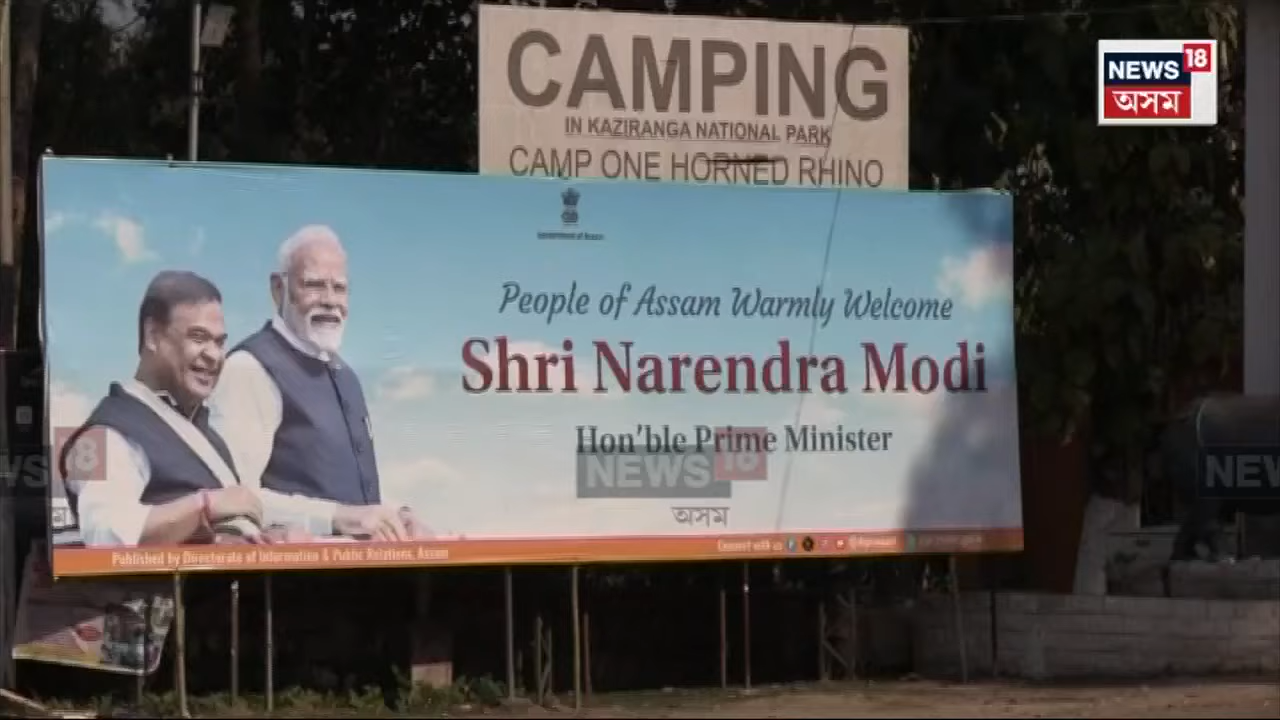 CAMPING
IN KAZIRANGA NATIONAL PARK
CAMP ONE HORNED RHINO
NEWS 18
অসম
People of Assam Warmly Welcome
Shri Narendra Modi
Hon'ble Prime Minister
NEWS 18
অসম
Published by Directorate of Information & Public Relations, Assam
Connect with us